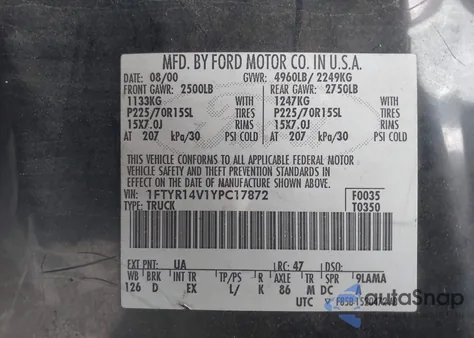 MFD. BY FORD MOTOR CO. IN U.S.A.
DATE: 08/00 GVWR: 4960LB/ 2249KG
FRONT GAWR: 2500LB REAR GAWR: 2750LB
1133KG WITH 1247KG WITH
P225/70R15SL TIRES P225/70R15SL TIRES
15X7.0J RIMS 15X7.0J RIMS
AT 207 kPa/30 PSI COLD AT 207 kPa/30 PSI COLD
THIS VEHICLE CONFORMS TO ALL APPLICABLE FEDERAL MOTOR
VEHICLE SAFETY AND THEFT PREVENTION STANDARDS IN
EFFECT ON THE DATE OF MANUFACTURE SHOWN ABOVE.
VIN: 1FTYR14V1YPC17872 F0035
TYPE: TRUCK T0350
EXT PNT: UA RC: 47 DSO:
WB BRK INT TR TP/PS R AXLE TR SPR 9LAMA
126 D EX L/ K 86 M DC A
UTC
autoSnap